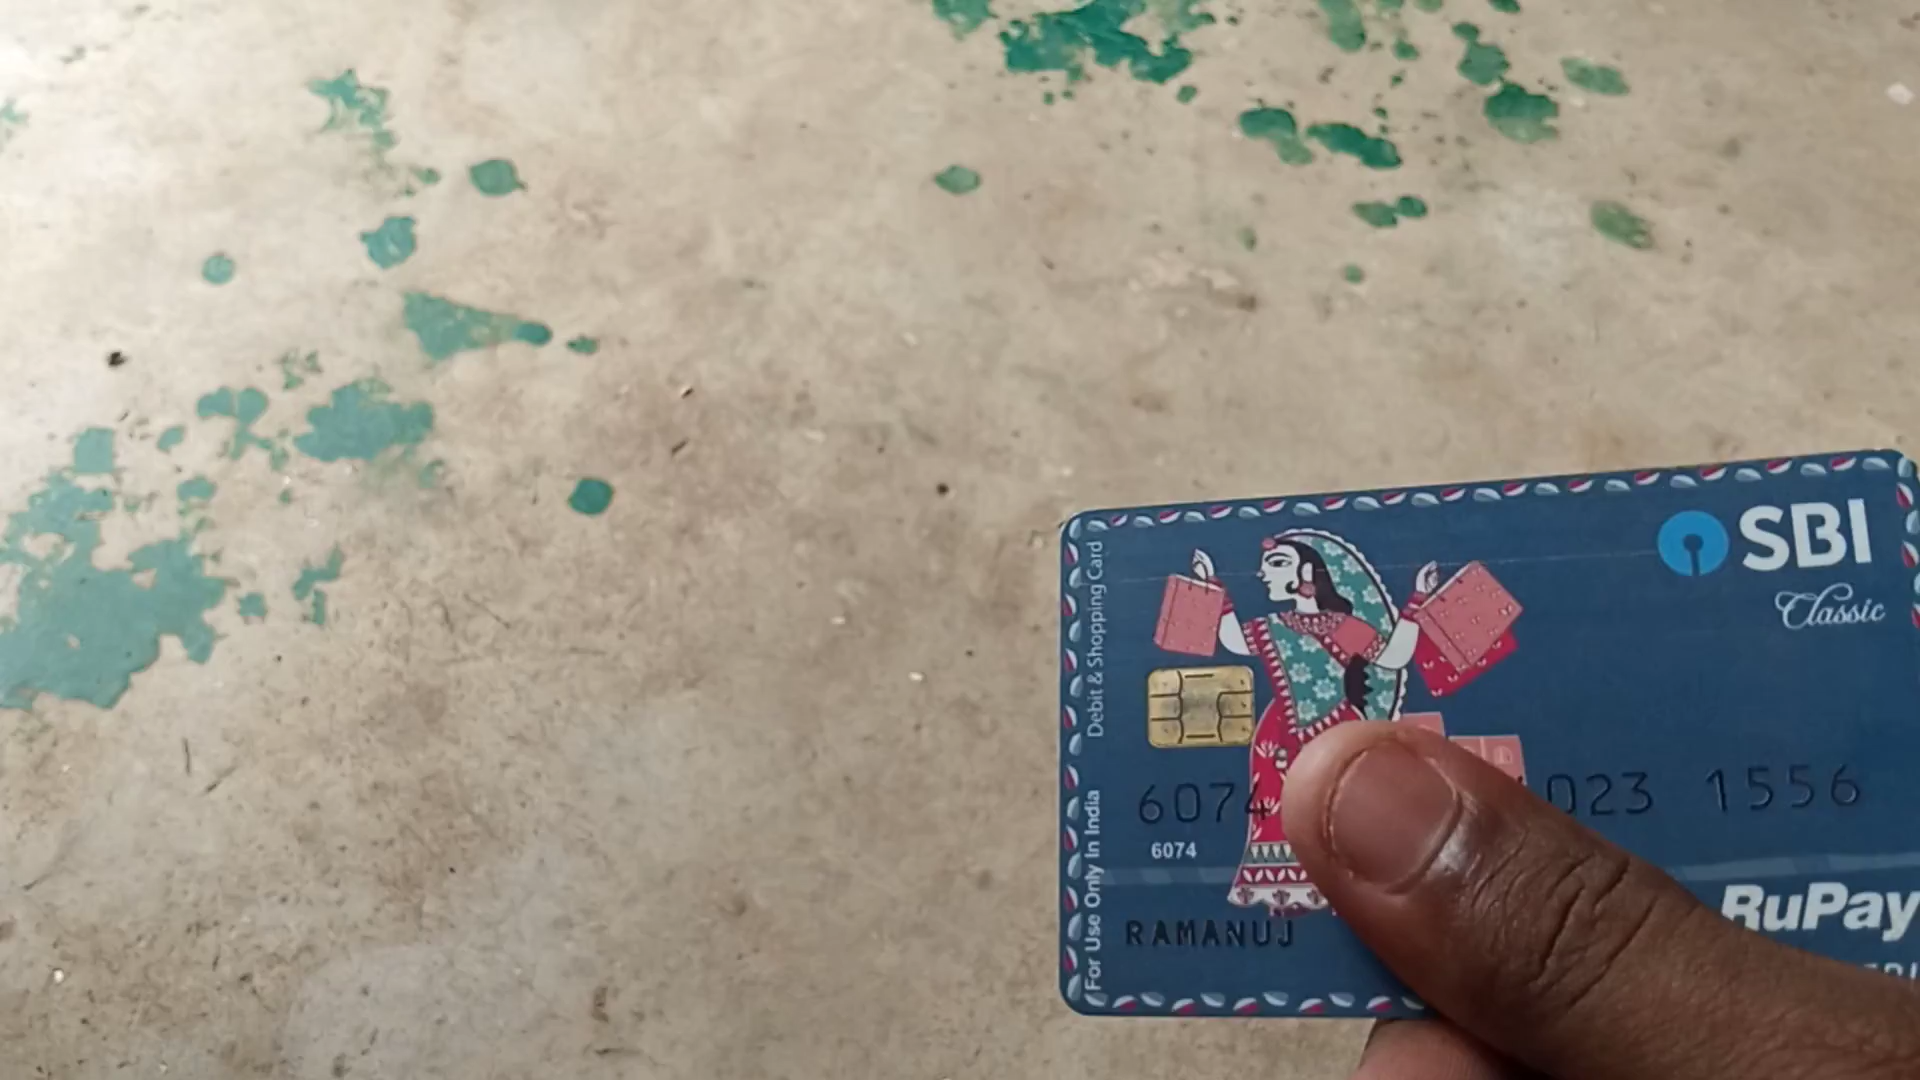 SBI
Classic
Debit & Shopping Card
For Use Only In India
6074 023 1556
6074
RAMANUJ
RuPay